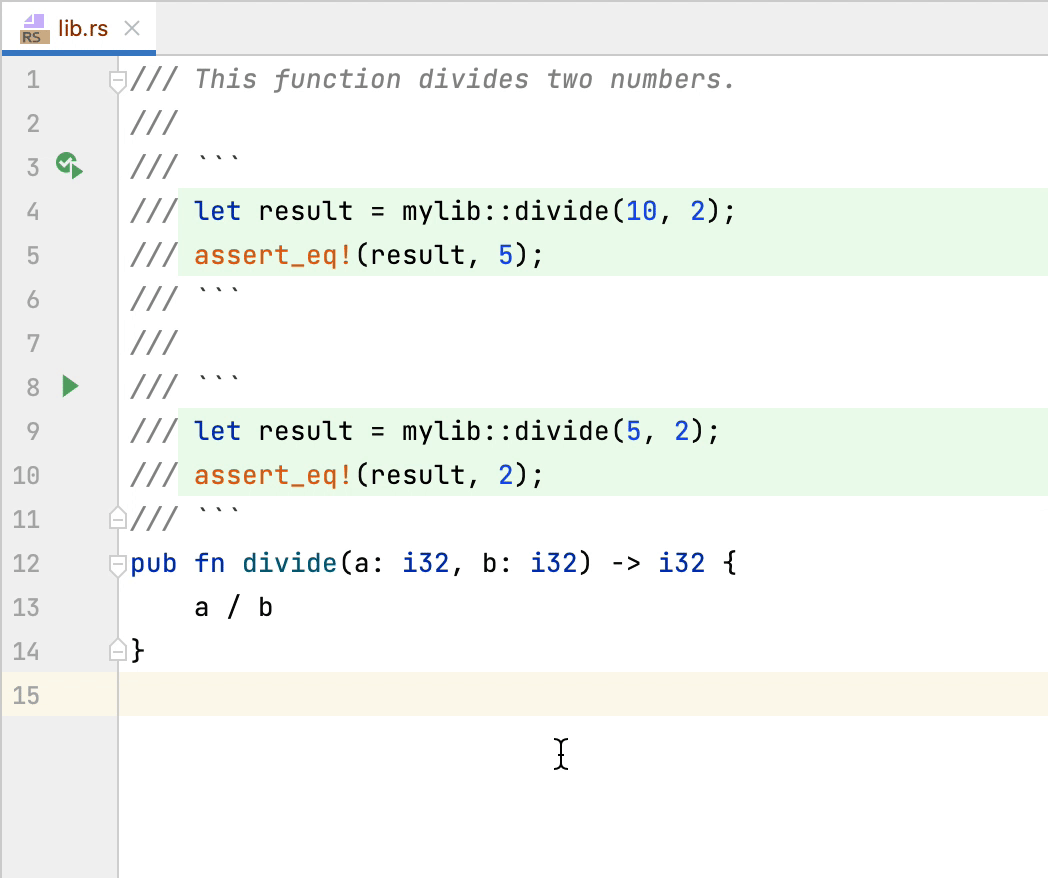 RS lib.rs
1 /// This function divides two numbers.
2 ///
3 /// ```
4 /// let result = mylib::divide(10, 2);
5 /// assert_eq!(result, 5);
6 /// ```
7 ///
8 /// ```
9 /// let result = mylib::divide(5, 2);
10 /// assert_eq!(result, 2);
11 /// ```
12 pub fn divide(a: i32, b: i32) -> i32 {
13     a / b
14 }
15